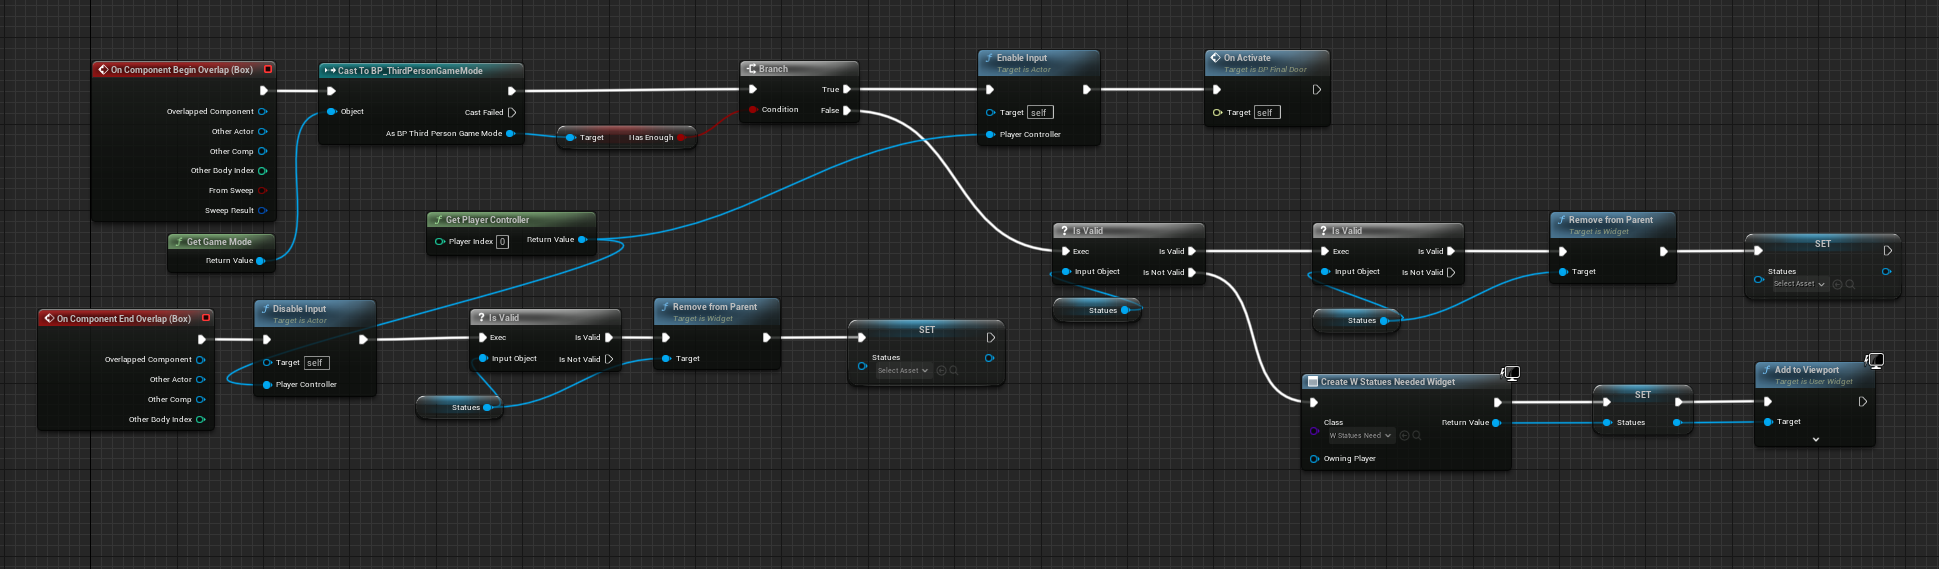 On Component Begin Overlap (Box)
Overlapped Component
Other Actor
Other Comp
Other Body Index
From Sweep
Sweep Result
Get Game Mode
Return Value
Cast To BP_ThirdPersonGameMode
Object
Cast Failed
As BP Third Person Game Mode
Target
Has Enough
Branch
True
Condition
False
Enable Input
Target is Actor
Target self
Player Controller
On Activate
Target is BP Final Door
Target self
Get Player Controller
Player Index 0
Return Value
Is Valid
Exec
Is Valid
Input Object
Is Not Valid
Statues
Is Valid
Exec
Is Valid
Input Object
Is Not Valid
Statues
Remove from Parent
Target is Widget
Target
SET
Statues
Select Asset
On Component End Overlap (Box)
Overlapped Component
Other Actor
Other Comp
Other Body Index
Disable Input
Target is Actor
Target self
Player Controller
Is Valid
Exec
Is Valid
Input Object
Is Not Valid
Statues
Remove from Parent
Target is Widget
Target
SET
Statues
Select Asset
Create W Statues Needed Widget
Class
W Statues Need
Return Value
Owning Player
SET
Statues
Add to Viewport
Target is User Widget
Target